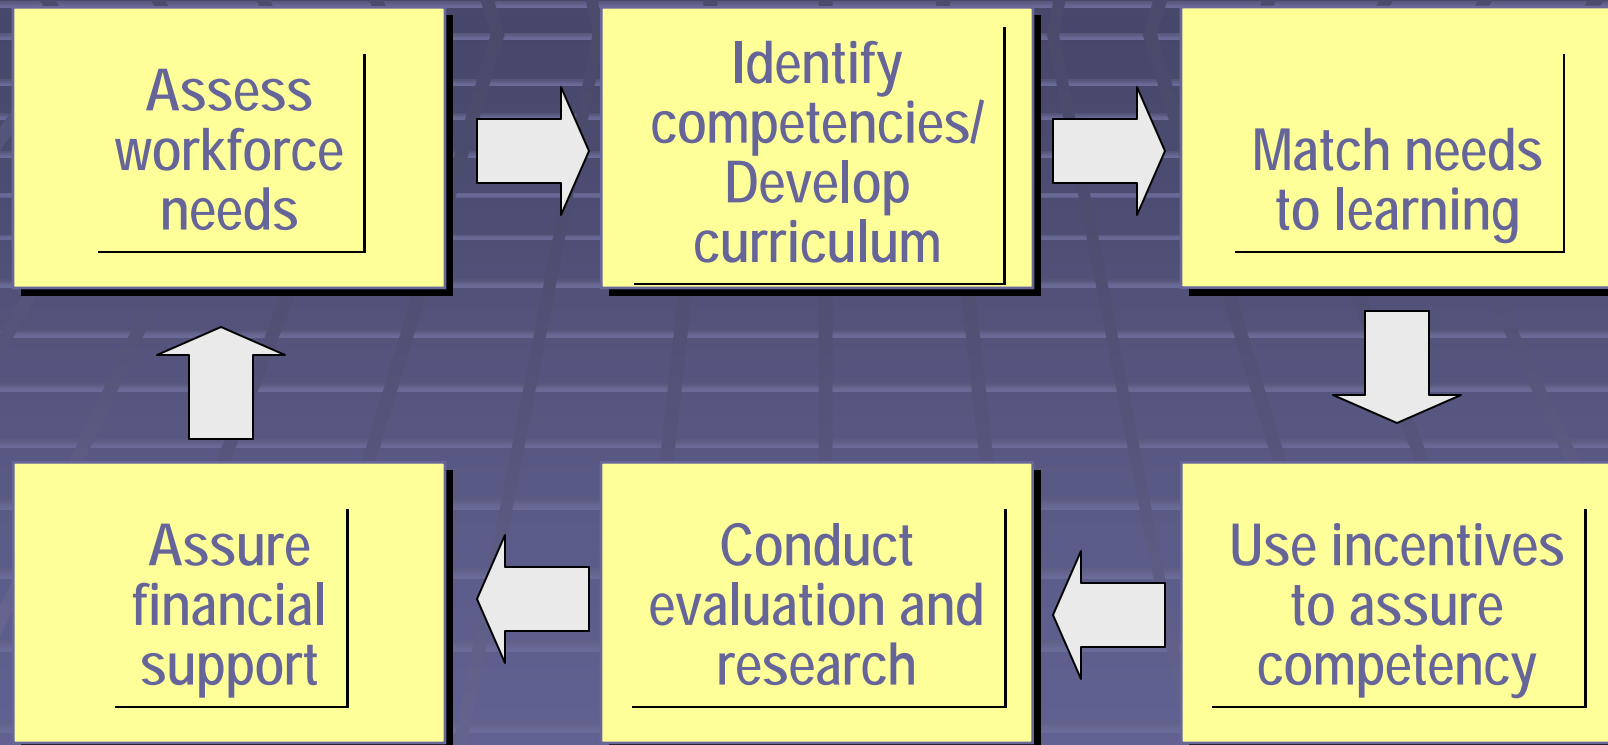 Assess
workforce
needs
Identify
competencies/
Develop
curriculum
Match needs
to learning
Assure
financial
support
Conduct
evaluation and
research
Use incentives
to assure
competency